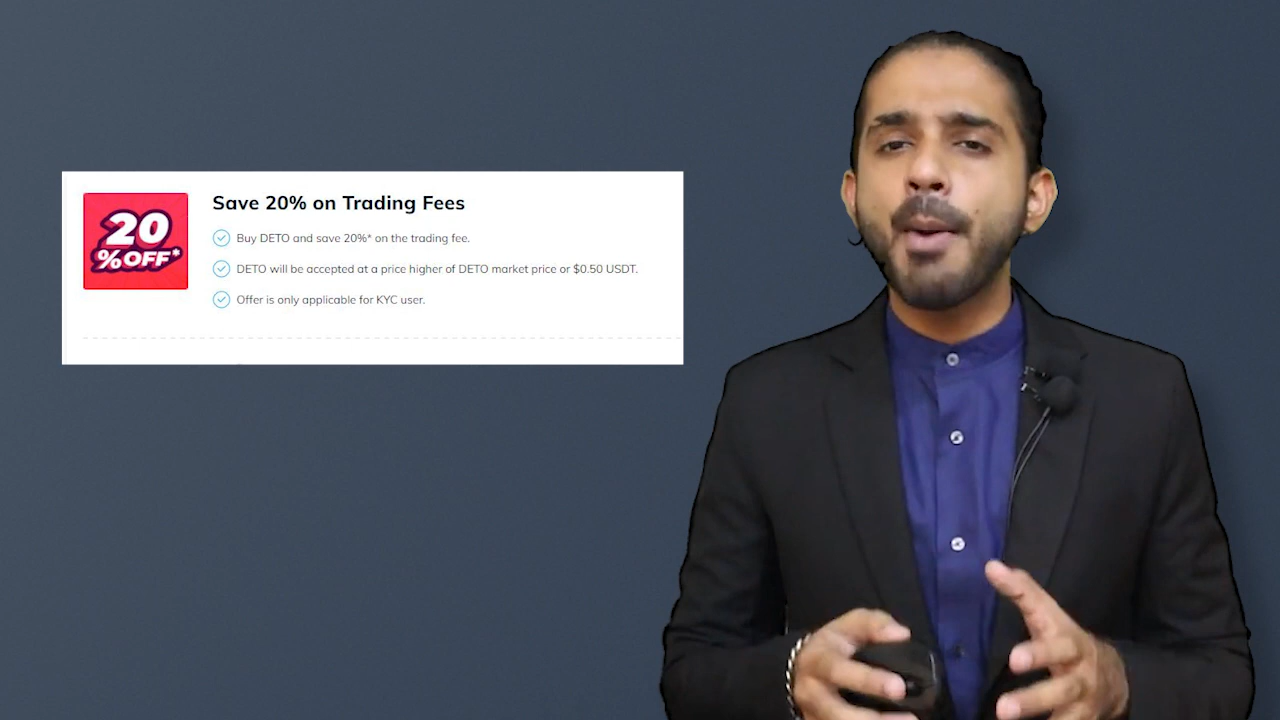 20
%OFF*
Save 20% on Trading Fees
Buy DETO and save 20%* on the trading fee.
DETO will be accepted at a price higher of DETO market price or $0.50 USDT.
Offer is only applicable for KYC user.